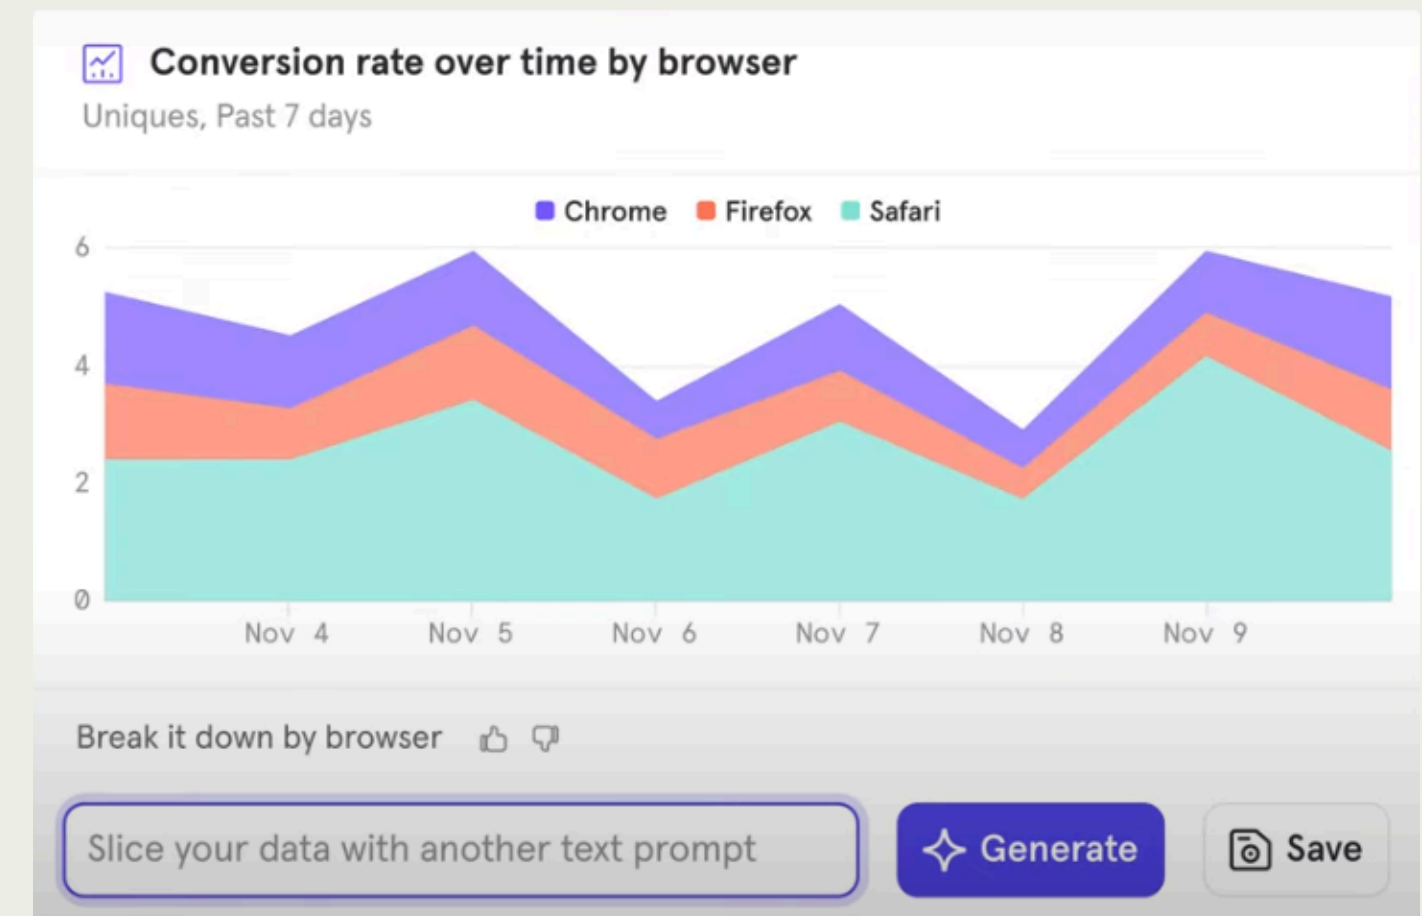 Conversion rate over time by browser
Uniques, Past 7 days
Chrome Firefox Safari
6
4
2
0
Nov 4 Nov 5 Nov 6 Nov 7 Nov 8 Nov 9
Break it down by browser
Slice your data with another text prompt
Generate
Save